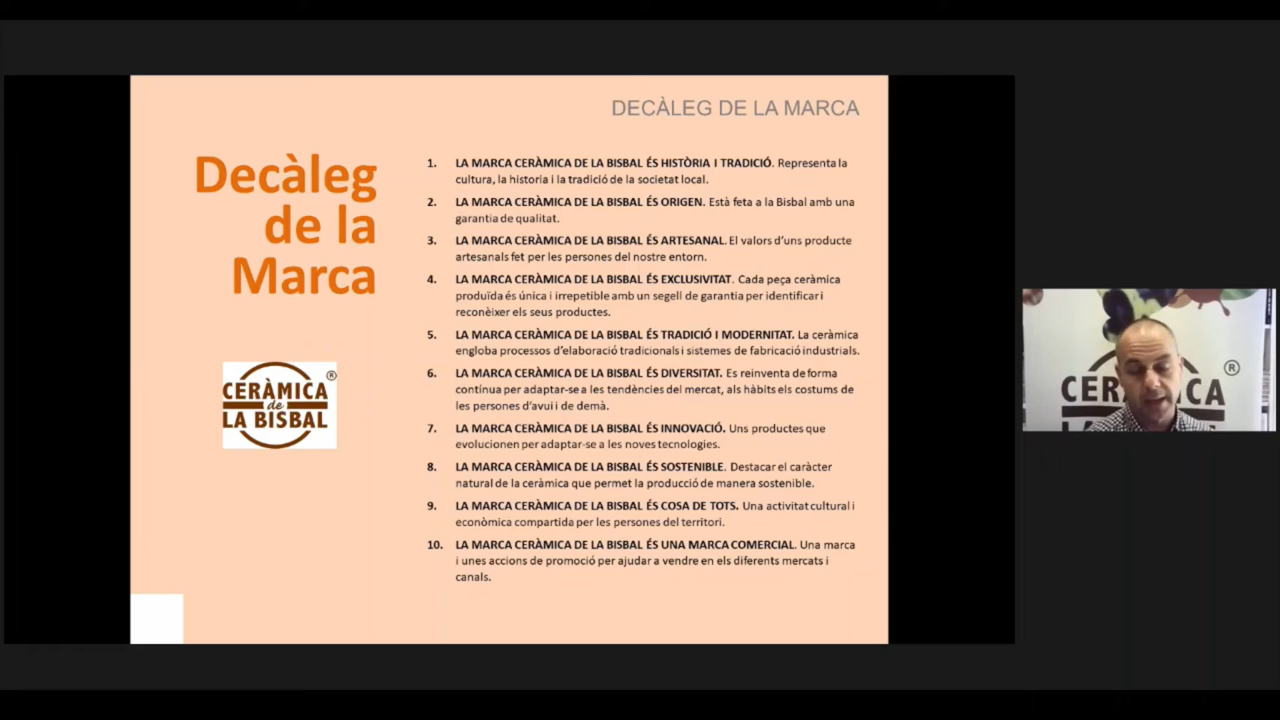 DECÀLEG DE LA MARCA
Decàleg
de la
Marca
CERÀMICA
de
LA BISBAL
®
1. LA MARCA CERÀMICA DE LA BISBAL ÉS HISTÒRIA I TRADICIÓ. Representa la
cultura, la historia i la tradició de la societat local.
2. LA MARCA CERÀMICA DE LA BISBAL ÉS ORIGEN. Està feta a la Bisbal amb una
garantia de qualitat.
3. LA MARCA CERÀMICA DE LA BISBAL ÉS ARTESANAL. El valors d'uns producte
artesanals fet per les persones del nostre entorn.
4. LA MARCA CERÀMICA DE LA BISBAL ÉS EXCLUSIVITAT. Cada peça ceràmica
produïda és única i irrepetible amb un segell de garantia per identificar i
reconèixer els seus productes.
5. LA MARCA CERÀMICA DE LA BISBAL ÉS TRADICIÓ I MODERNITAT. La ceràmica
engloba processos d'elaboració tradicionals i sistemes de fabricació industrials.
6. LA MARCA CERÀMICA DE LA BISBAL ÉS DIVERSITAT. Es reinventa de forma
contínua per adaptar-se a les tendències del mercat, als hàbits els costums de
les persones d'avui i de demà.
7. LA MARCA CERÀMICA DE LA BISBAL ÉS INNOVACIÓ. Uns productes que
evolucionen per adaptar-se a les noves tecnologies.
8. LA MARCA CERÀMICA DE LA BISBAL ÉS SOSTENIBLE. Destacar el caràcter
natural de la ceràmica que permet la producció de manera sostenible.
9. LA MARCA CERÀMICA DE LA BISBAL ÉS COSA DE TOTS. Una activitat cultural i
econòmica compartida per les persones del territori.
10. LA MARCA CERÀMICA DE LA BISBAL ÉS UNA MARCA COMERCIAL. Una marca
i unes accions de promoció per ajudar a vendre en els diferents mercats i
canals.
®